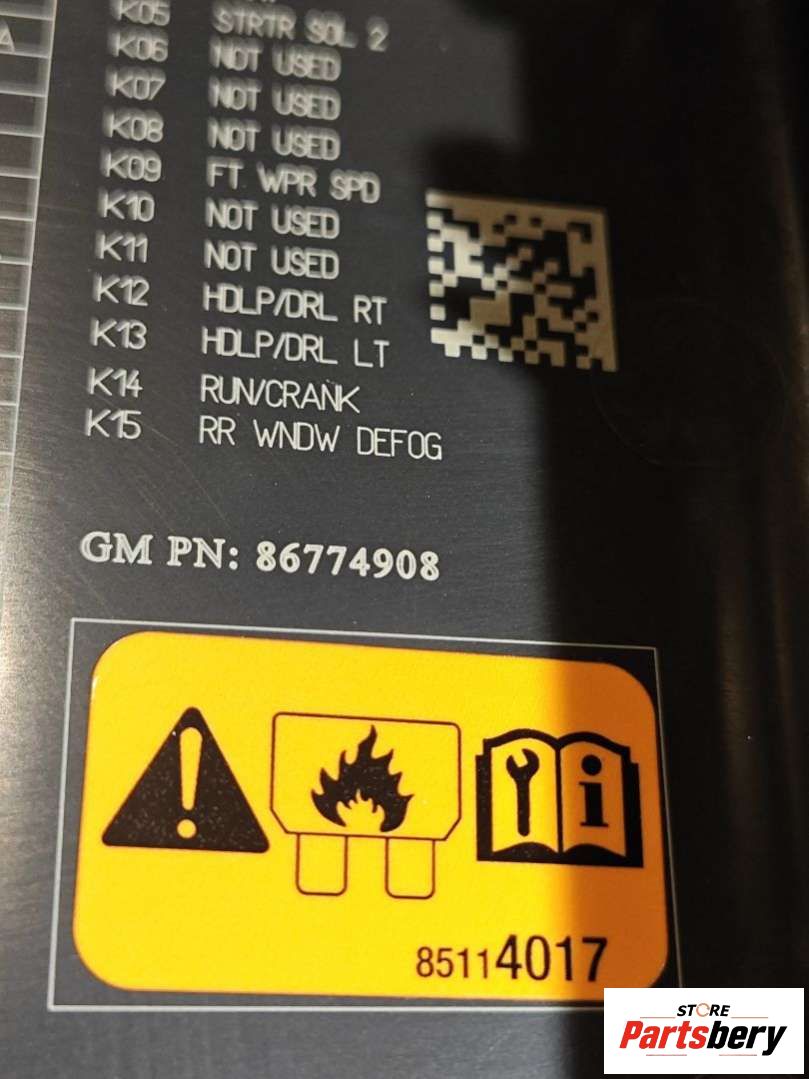 A
K05 STRTR SOL 2
K06 NOT USED
K07 NOT USED
K08 NOT USED
K09 FT WPR SPD
K10 NOT USED
K11 NOT USED
K12 HDLP/DRL RT
K13 HDLP/DRL LT
K14 RUN/CRANK
K15 RR WNDW DEFOG
GM PN: 86774908
85114017
STORE
Partsbery